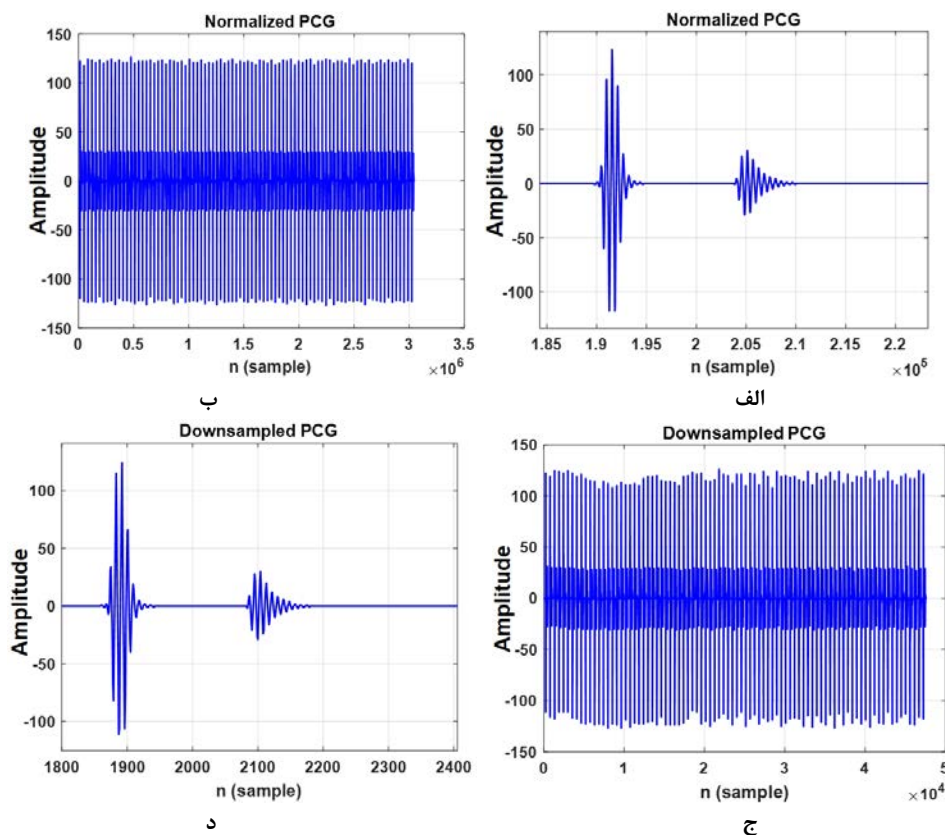 Normalized PCG
150
100
50
0
-50
-100
-150
Amplitude
0 0.5 1 1.5 2 2.5 3 3.5
n (sample)
×10^6
ب
Normalized PCG
100
50
0
-50
-100
Amplitude
1.85 1.9 1.95 2 2.05 2.1 2.15 2.2
n (sample)
×10^5
الف
Downsampled PCG
100
50
0
-50
-100
Amplitude
1800 1900 2000 2100 2200 2300 2400
n (sample)
د
Downsampled PCG
150
100
50
0
-50
-100
-150
Amplitude
0 1 2 3 4 50
n (sample)
×10^4
ج